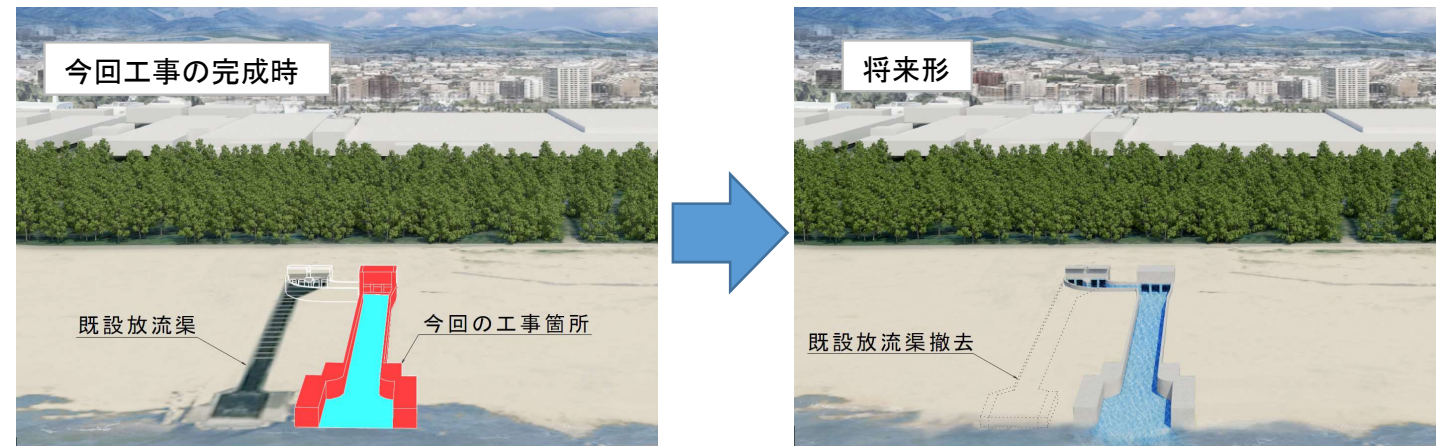 今回工事の完成時
既設放流渠
今回の工事箇所
将来形
既設放流渠撤去